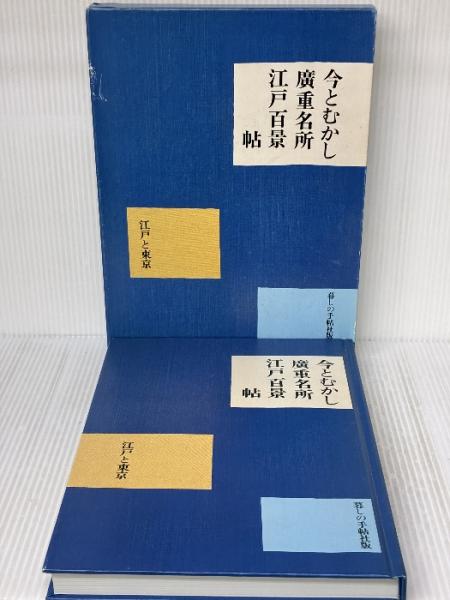 今とむかし
廣重名所
江戸百景
帖
江戸と東京
暮しの手帖社版
今とむかし
廣重名所
江戸百景
帖
江戸と東京
暮しの手帖社版